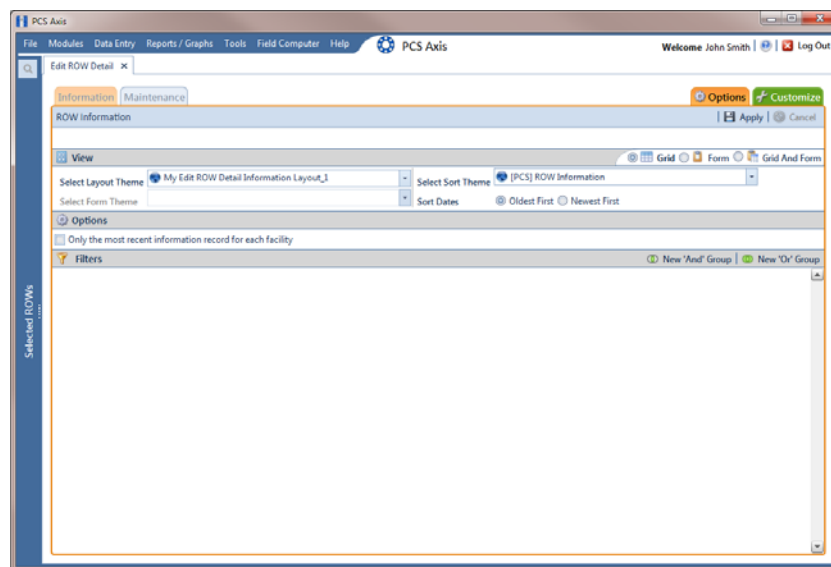 PCS Axis
File Modules Data Entry Reports / Graphs Tools Field Computer Help PCS Axis Welcome John Smith | Log Out
Edit ROW Detail ×
Information Maintenance Options Customize
ROW Information | Apply | Cancel
View Grid Form Grid And Form
Select Layout Theme My Edit ROW Detail Information Layout_1 Select Sort Theme [PCS] ROW Information
Select Form Theme Sort Dates Oldest First Newest First
Options
Only the most recent information record for each facility
Filters New 'And' Group | New 'Or' Group
Selected ROWs